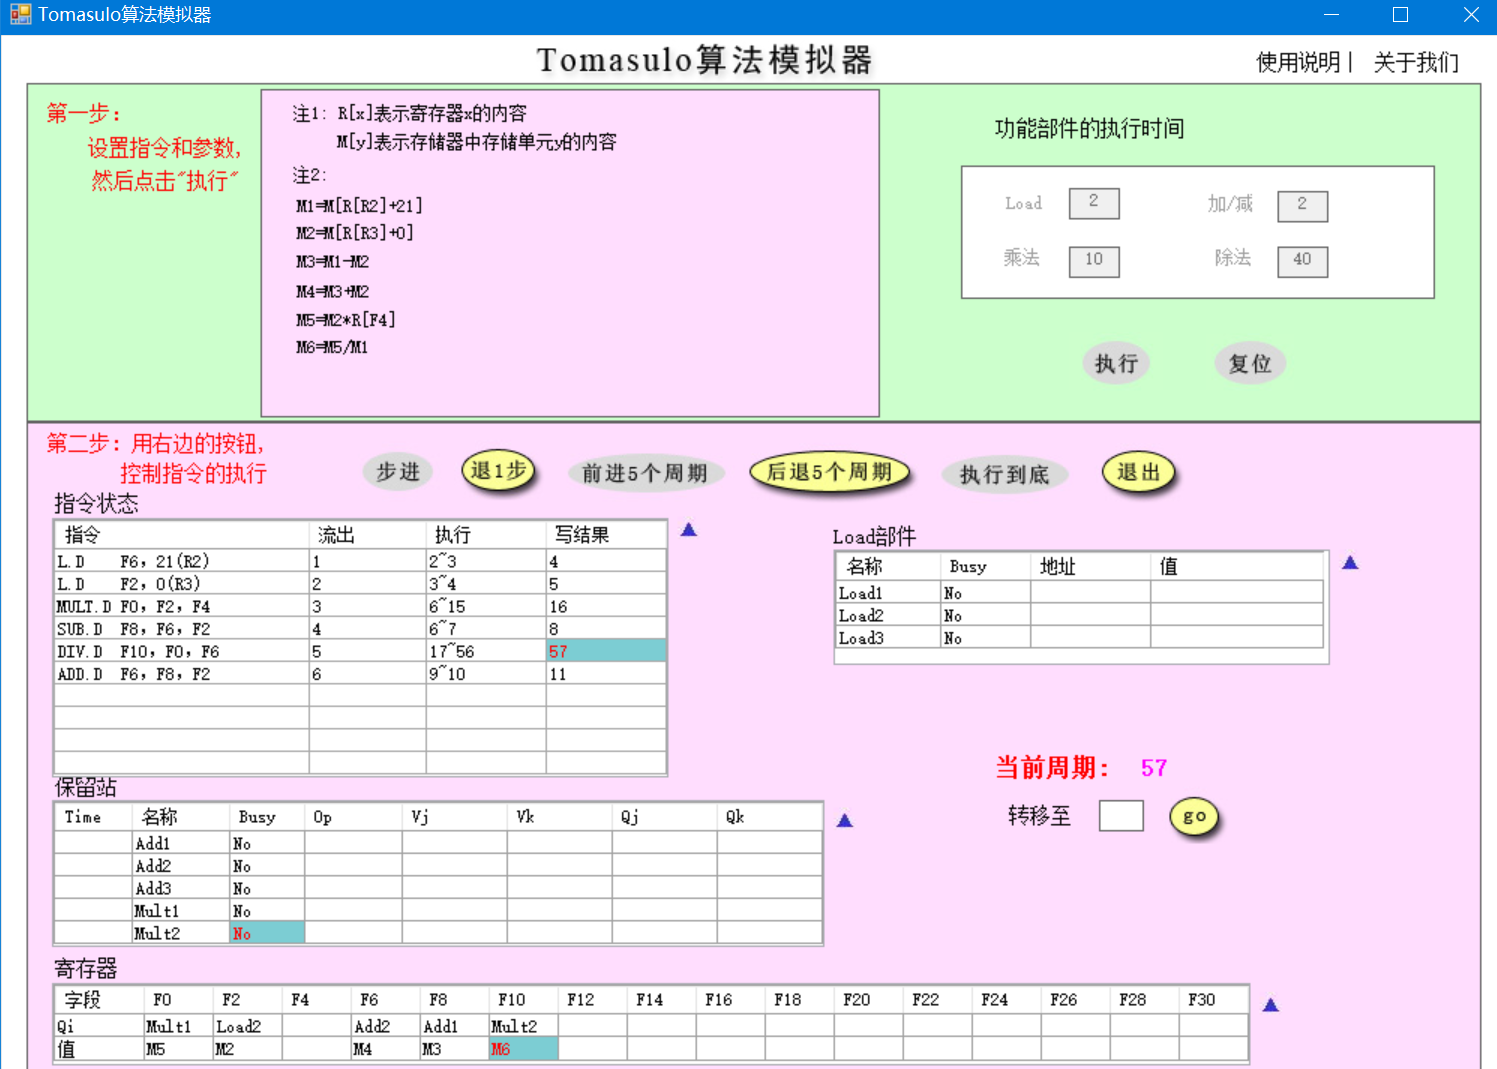 Tomasulo算法模拟器
Tomasulo算法模拟器
使用说明| 关于我们
第一步：
设置指令和参数,
然后点击"执行"
注1: R[x]表示寄存器x的内容
M[y]表示存储器中存储单元y的内容
注2:
M1=M[R[R2]+21]
M2=M[R[R3]+0]
M3=M1-M2
M4=M3+M2
M5=M2*R[F4]
M6=M5/M1
功能部件的执行时间
Load 2 加/减 2
乘法 10 除法 40
执行 复位
第二步：用右边的按钮,
控制指令的执行
步进 退1步 前进5个周期 后退5个周期 执行到底 退出
指令状态
指令 流出 执行 写结果
L.D F6, 21(R2) 1 2~3 4
L.D F2, 0(R3) 2 3~4 5
MULT.D F0, F2, F4 3 6~15 16
SUB.D F8, F6, F2 4 6~7 8
DIV.D F10, F0, F6 5 17~56 57
ADD.D F6, F8, F2 6 9~10 11
Load部件
名称 Busy 地址 值
Load1 No
Load2 No
Load3 No
当前周期: 57
转移至 go
保留站
Time 名称 Busy Op Vj Vk Qj Qk
Add1 No
Add2 No
Add3 No
Mult1 No
Mult2 No
寄存器
字段 F0 F2 F4 F6 F8 F10 F12 F14 F16 F18 F20 F22 F24 F26 F28 F30
Qi Mult1 Load2 Add2 Add1 Mult2
值 M5 M2 M4 M3 M6